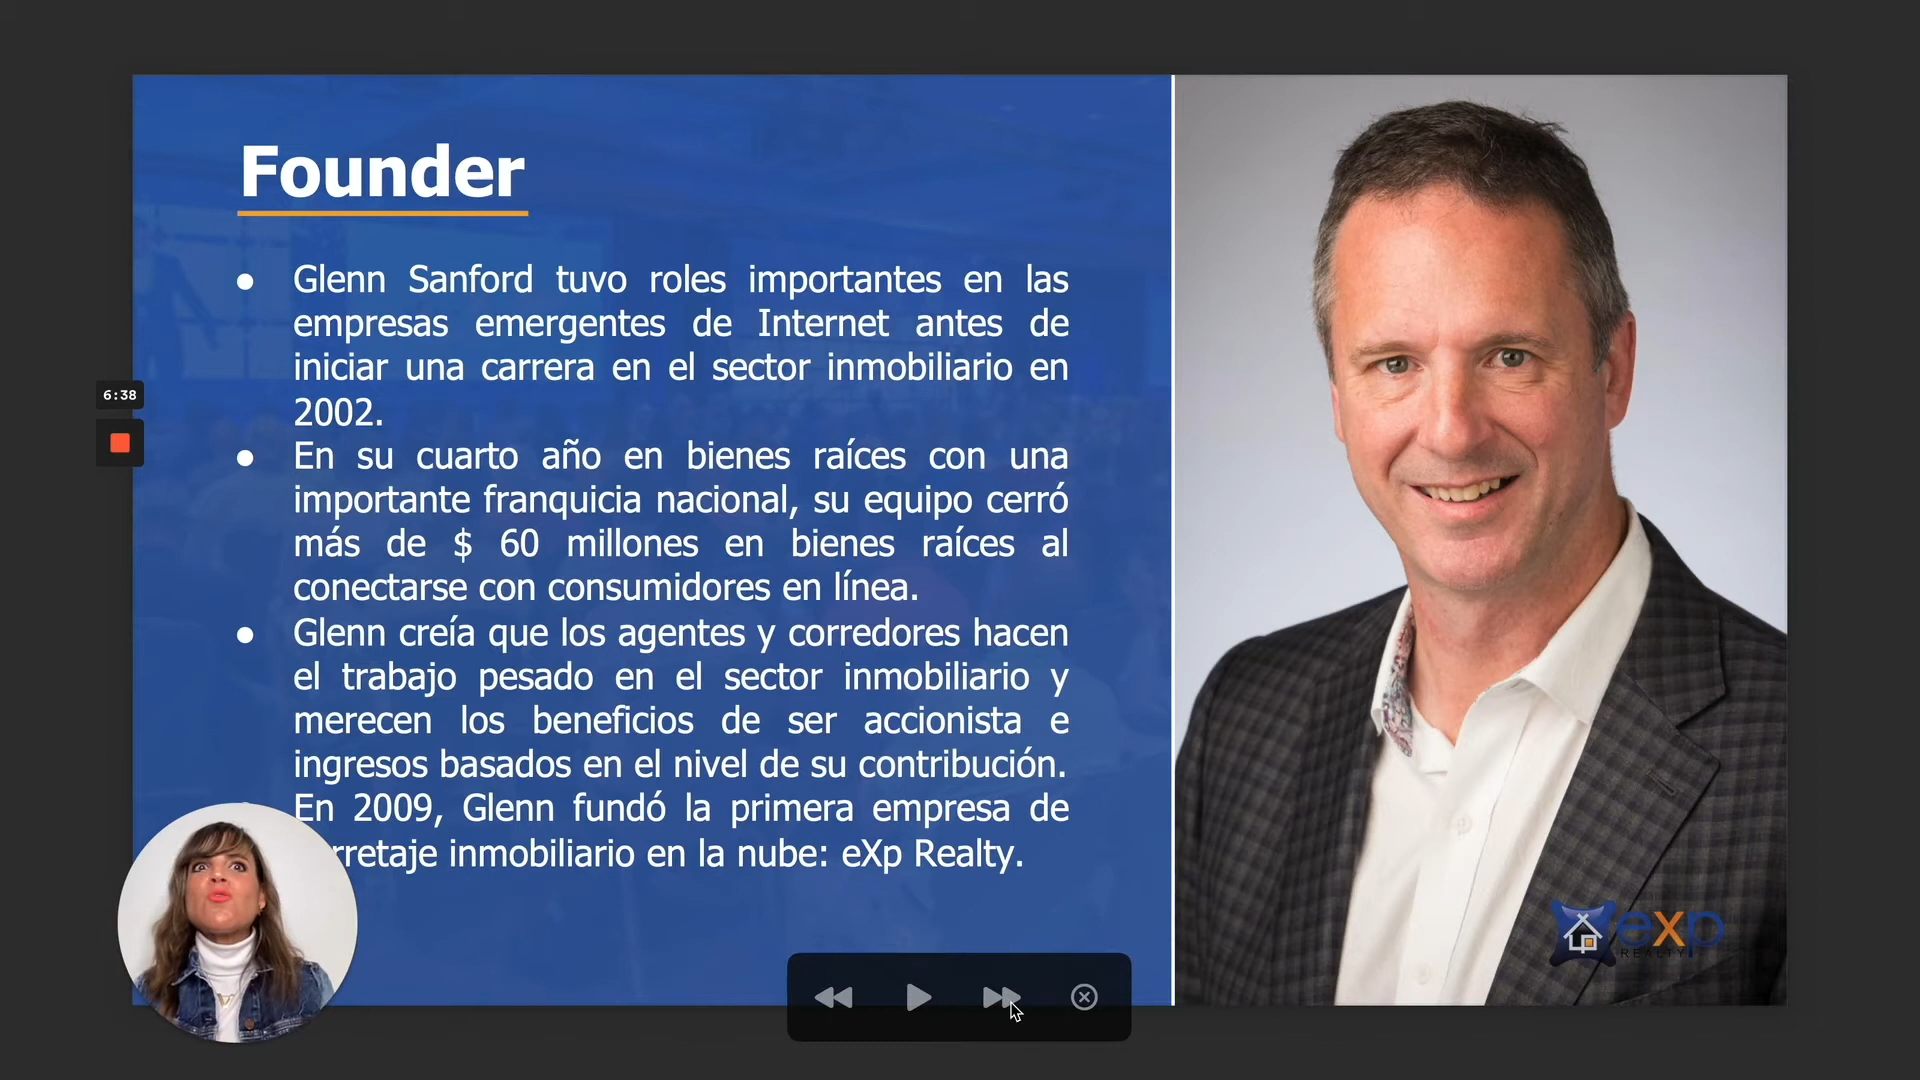 Founder
Glenn Sanford tuvo roles importantes en las
empresas emergentes de Internet antes de
iniciar una carrera en el sector inmobiliario en
2002.
En su cuarto año en bienes raíces con una
importante franquicia nacional, su equipo cerró
más de $ 60 millones en bienes raíces al
conectarse con consumidores en línea.
Glenn creía que los agentes y corredores hacen
el trabajo pesado en el sector inmobiliario y
merecen los beneficios de ser accionista e
ingresos basados en el nivel de su contribución.
En 2009, Glenn fundó la primera empresa de
rretaje inmobiliario en la nube: eXp Realty.
6:38
eXp
REALTY